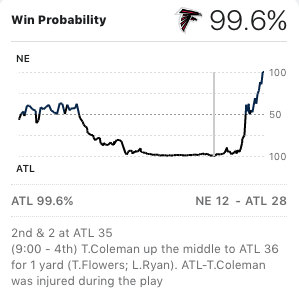 Win Probability 99.6%
NE
100
50
100
ATL
ATL 99.6% NE 12 - ATL 28
2nd & 2 at ATL 35
(9:00 - 4th) T.Coleman up the middle to ATL 36
for 1 yard (T.Flowers; L.Ryan). ATL-T.Coleman
was injured during the play